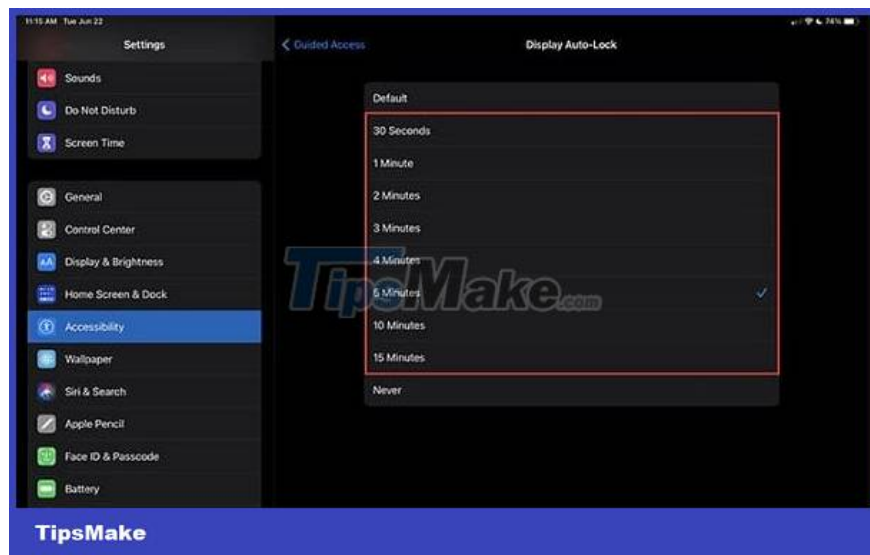 11:15 AM Tue Jun 22
74%
Settings
Guided Access
Display Auto-Lock
Sounds
Do Not Disturb
Screen Time
General
Control Center
Display & Brightness
Home Screen & Dock
Accessibility
Wallpaper
Siri & Search
Apple Pencil
Face ID & Passcode
Battery
Default
30 Seconds
1 Minute
2 Minutes
3 Minutes
4 Minutes
5 Minutes
10 Minutes
15 Minutes
Never
TipsMake.com
TipsMake